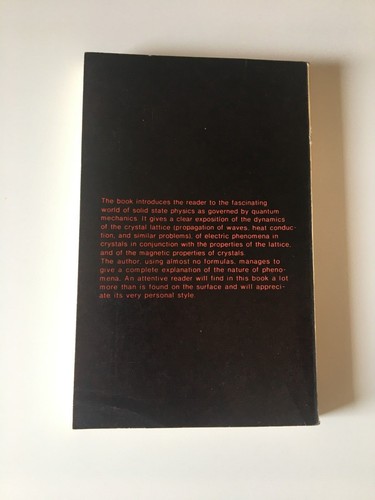 The book introduces the reader to the fascinating
world of solid state physics as governed by quantum
mechanics. It gives a clear exposition of the dynamics
of the crystal lattice (propagation of waves, heat conduc-
tion, and similar problems), of electric phenomena in
crystals in conjunction with the properties of the lattice,
and of the magnetic properties of crystals.
The author, using almost no formulas, manages to
give a complete explanation of the nature of pheno-
mena. An attentive reader will find in this book a lot
more than is found on the surface and will appreci-
ate its very personal style.